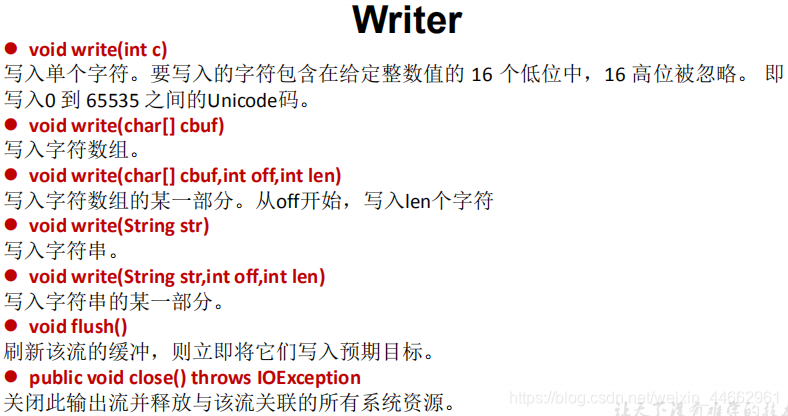 Writer
● void write(int c)
写入单个字符。要写入的字符包含在给定整数值的 16 个低位中，16 高位被忽略。 即
写入0 到 65535 之间的Unicode码。
● void write(char[] cbuf)
写入字符数组。
● void write(char[] cbuf,int off,int len)
写入字符数组的某一部分。从off开始，写入len个字符
● void write(String str)
写入字符串。
● void write(String str,int off,int len)
写入字符串的某一部分。
● void flush()
刷新该流的缓冲，则立即将它们写入预期目标。
● public void close() throws IOException
关闭此输出流并释放与该流关联的所有系统资源。
https://blog.csdn.net/weixin_44662961
让天下没有难学的技